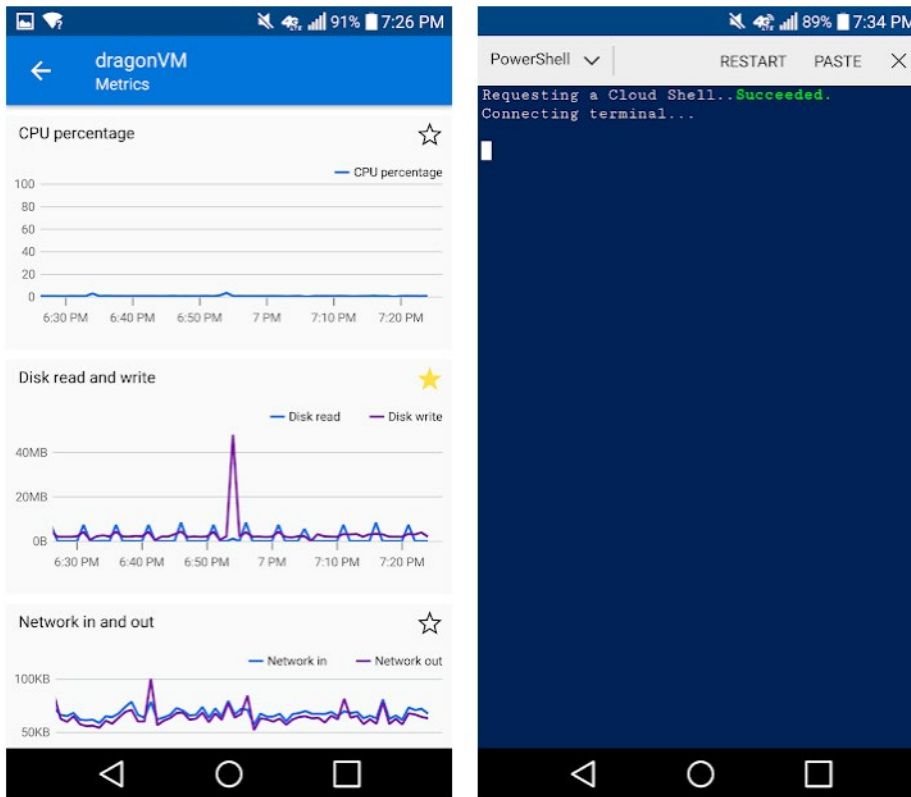 91% 7:26 PM
dragonVM
Metrics
CPU percentage
CPU percentage
100
80
60
40
20
0
6:30 PM 6:40 PM 6:50 PM 7 PM 7:10 PM 7:20 PM
Disk read and write
Disk read Disk write
40MB
20MB
0B
6:30 PM 6:40 PM 6:50 PM 7 PM 7:10 PM 7:20 PM
Network in and out
Network in Network out
100KB
50KB
89% 7:34 PM
PowerShell RESTART PASTE
Requesting a Cloud Shell..Succeeded.
Connecting terminal...